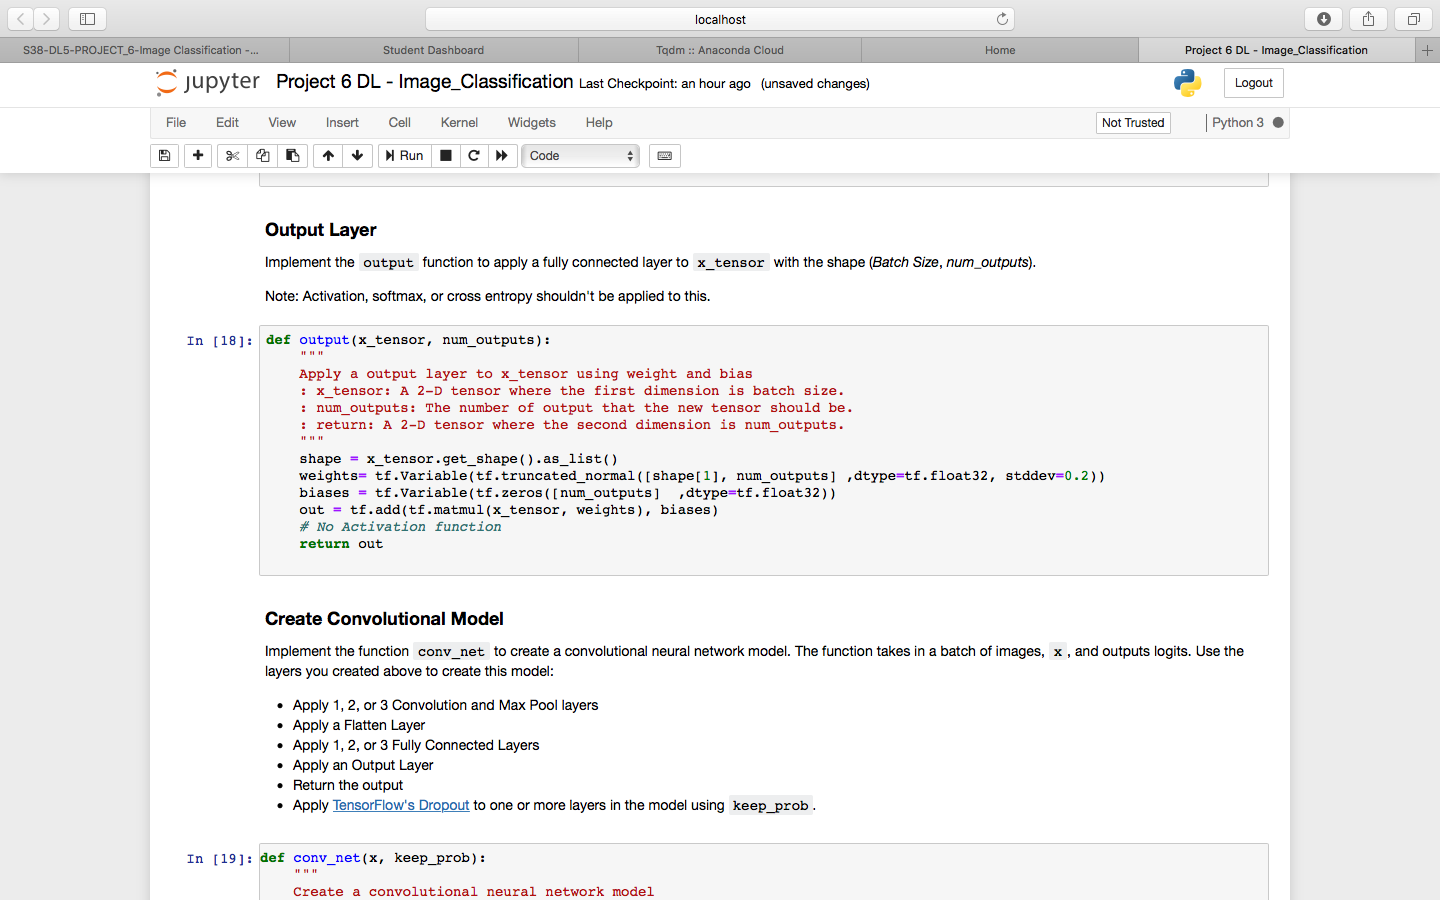 localhost
S38-DL5-PROJECT_6-Image Classification -...
Student Dashboard
Tqdm :: Anaconda Cloud
Home
Project 6 DL - Image_Classification
jupyter Project 6 DL - Image_Classification Last Checkpoint: an hour ago (unsaved changes)
Logout
File Edit View Insert Cell Kernel Widgets Help
Not Trusted
Python 3
Run
Code
Output Layer
Implement the output function to apply a fully connected layer to x_tensor with the shape (Batch Size, num_outputs).
Note: Activation, softmax, or cross entropy shouldn't be applied to this.
In [18]: def output(x_tensor, num_outputs):
"""
Apply a output layer to x_tensor using weight and bias
: x_tensor: A 2-D tensor where the first dimension is batch size.
: num_outputs: The number of output that the new tensor should be.
: return: A 2-D tensor where the second dimension is num_outputs.
"""
shape = x_tensor.get_shape().as_list()
weights= tf.Variable(tf.truncated_normal([shape[1], num_outputs] ,dtype=tf.float32, stddev=0.2))
biases = tf.Variable(tf.zeros([num_outputs]  ,dtype=tf.float32))
out = tf.add(tf.matmul(x_tensor, weights), biases)
# No Activation function
return out
Create Convolutional Model
Implement the function conv_net to create a convolutional neural network model. The function takes in a batch of images, x , and outputs logits. Use the
layers you created above to create this model:
• Apply 1, 2, or 3 Convolution and Max Pool layers
• Apply a Flatten Layer
• Apply 1, 2, or 3 Fully Connected Layers
• Apply an Output Layer
• Return the output
• Apply TensorFlow's Dropout to one or more layers in the model using keep_prob .
In [19]: def conv_net(x, keep_prob):
"""
Create a convolutional neural network model